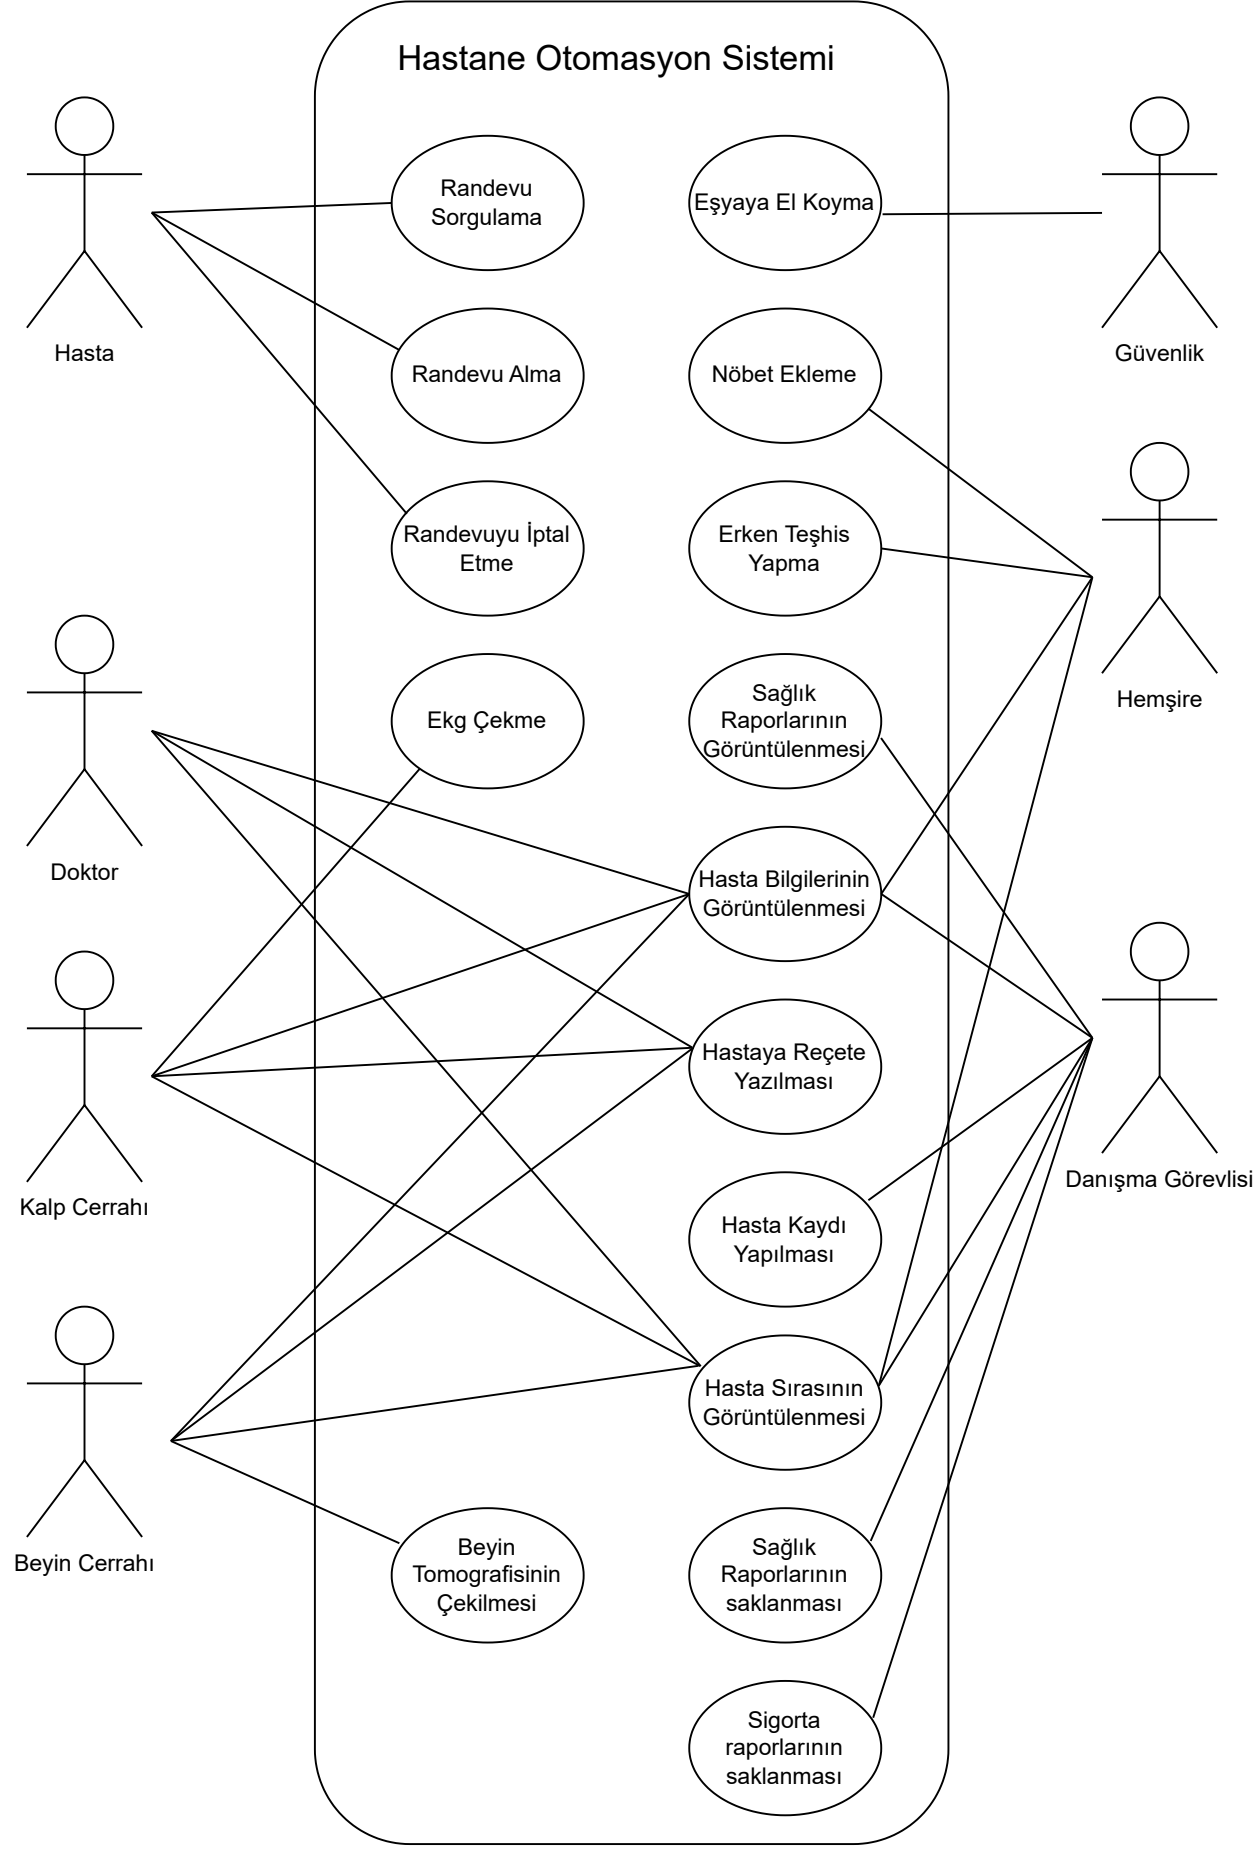 Hastane Otomasyon Sistemi
Hasta
Randevu
Sorgulama
Eşyaya El Koyma
Güvenlik
Randevu Alma
Nöbet Ekleme
Randevuyu İptal
Etme
Erken Teşhis
Yapma
Hemşire
Doktor
Ekg Çekme
Sağlık
Raporlarının
Görüntülenmesi
Hasta Bilgilerinin
Görüntülenmesi
Kalp Cerrahı
Hastaya Reçete
Yazılması
Danışma Görevlisi
Hasta Kaydı
Yapılması
Hasta Sırasının
Görüntülenmesi
Beyin Cerrahı
Beyin
Tomografisinin
Çekilmesi
Sağlık
Raporlarının
saklanması
Sigorta
raporlarının
saklanması